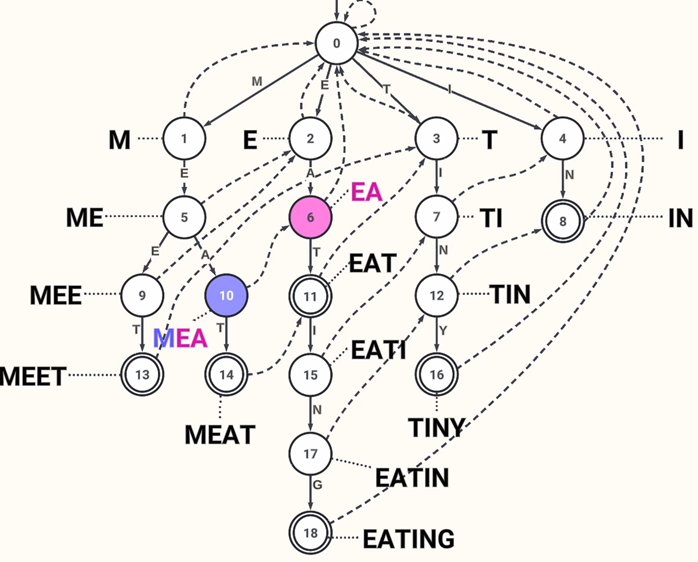 0
M E T I
M 1 E 2 3 T 4 I
E A I N
ME 5 6 EA 7 TI 8 IN
E A T N
MEE 9 10 11 EAT 12 TIN
T MEA T I Y
MEET 13 14 15 EATI 16
MEAT N TINY
17 EATIN
G
18 EATING